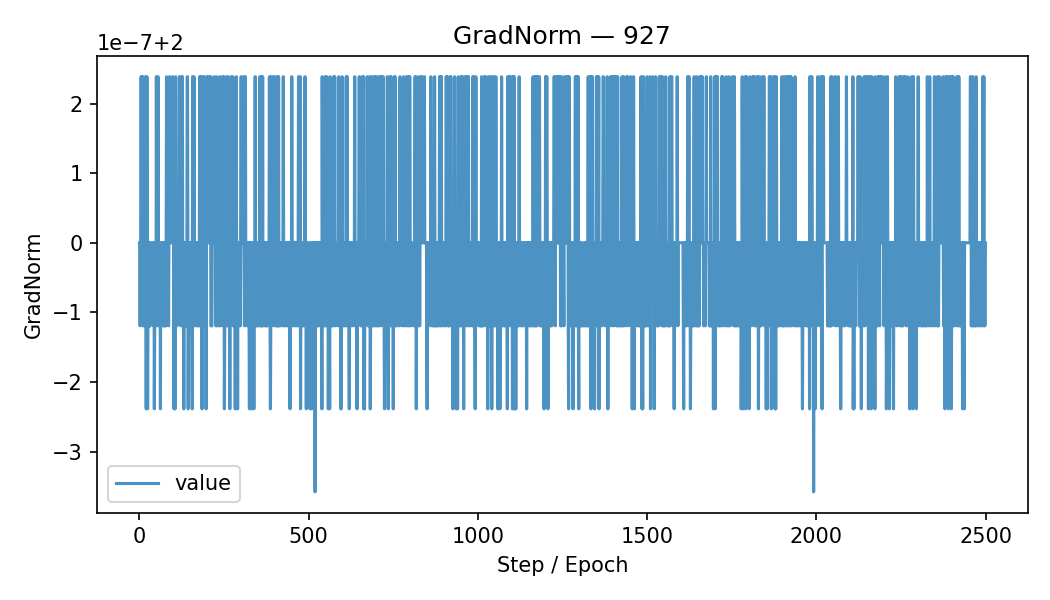 GradNorm — 927
1e−7+2
2
1
0
−1
−2
−3
GradNorm
value
0
500
1000
1500
2000
2500
Step / Epoch